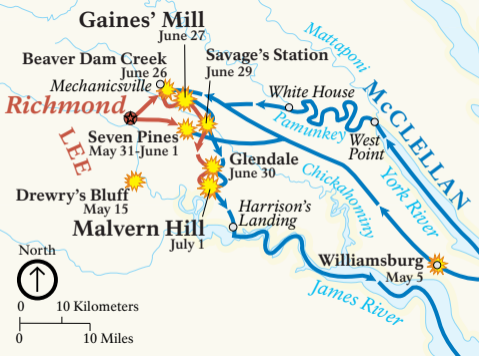 Gaines' Mill
June 27
Beaver Dam Creek
June 26
Savage's Station
June 29
Mattaponi
Mechanicsville
White House
McCLELLAN
Richmond
Pamunkey
West
Point
LEE
Seven Pines
May 31-June 1
Glendale
June 30
Chickahominy
York River
Drewry's Bluff
May 15
Malvern Hill
July 1
Harrison's
Landing
North
Williamsburg
May 5
James River
0 10 Kilometers
0 10 Miles